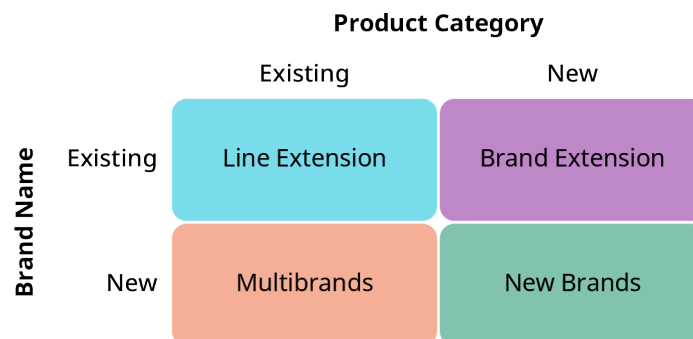 Product Category
Existing New
Brand Name
Existing Line Extension Brand Extension
New Multibrands New Brands